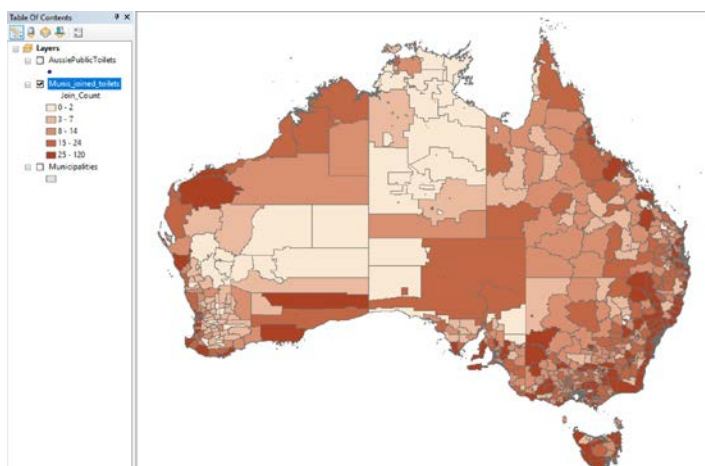 Table Of Contents
Layers
AussiePublicToilets
Munis_joined_toilets
Join_Count
0 - 2
3 - 7
8 - 14
15 - 24
25 - 120
Municipalities